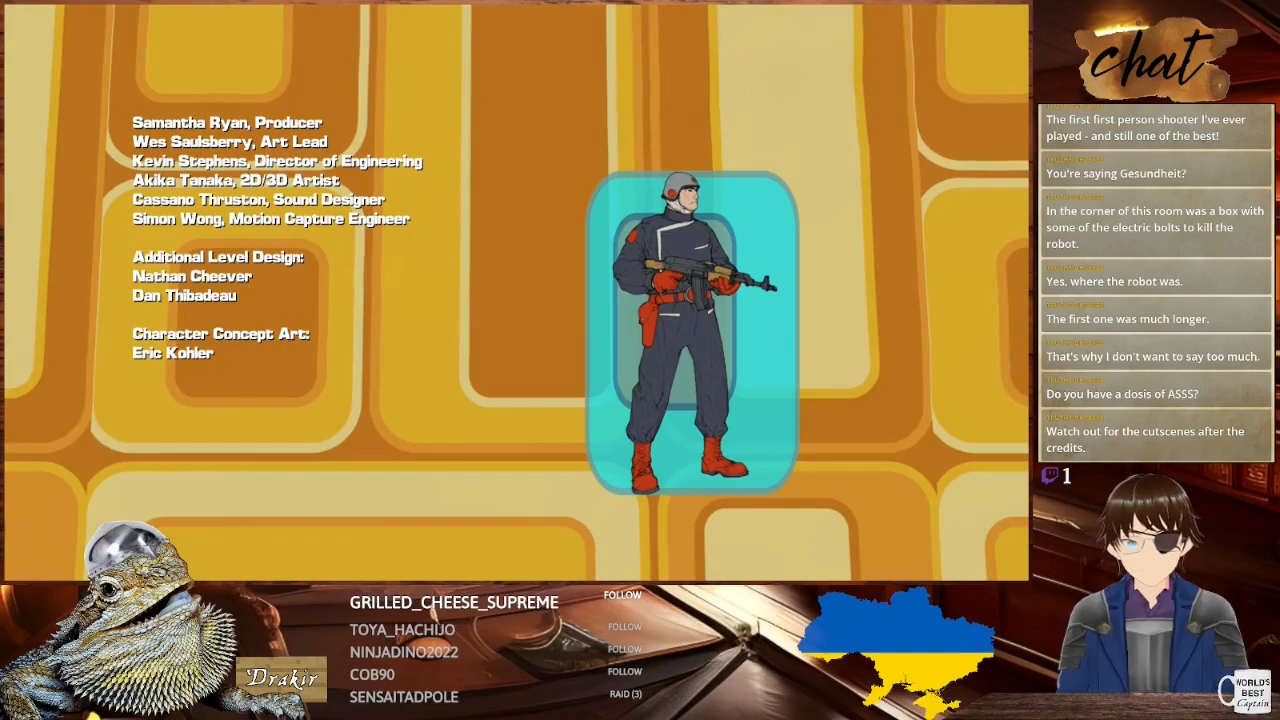 Samantha Ryan, Producer
Wes Saulsberry, Art Lead
Kevin Stephens, Director of Engineering
Akika Tanaka, 2D/3D Artist
Cassano Thruston, Sound Designer
Simon Wong, Motion Capture Engineer
Additional Level Design:
Nathan Cheever
Dan Thibadeau
Character Concept Art:
Eric Kohler
chat
The first first person shooter I've ever
played - and still one of the best!
You're saying Gesundheit?
In the corner of this room was a box with
some of the electric bolts to kill the
robot.
Yes, where the robot was.
The first one was much longer.
That's why I don't want to say too much.
Do you have a dosis of ASSS?
Watch out for the cutscenes after the
credits.
1
Drakir
GRILLED_CHEESE_SUPREME FOLLOW
TOYA_HACHIJO FOLLOW
NINJADINO2022 FOLLOW
COB90 FOLLOW
SENSAITADPOLE RAID (3)
WORLD'S
BEST
Captain